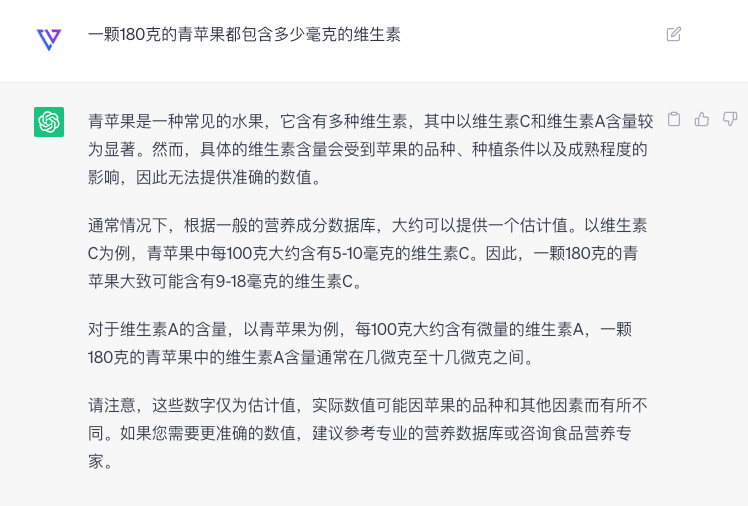 一颗180克的青苹果都包含多少毫克的维生素
青苹果是一种常见的水果，它含有多种维生素，其中以维生素C和维生素A含量较
为显著。然而，具体的维生素含量会受到苹果的品种、种植条件以及成熟程度的
影响，因此无法提供准确的数值。
通常情况下，根据一般的营养成分数据库，大约可以提供一个估计值。以维生素
C为例，青苹果中每100克大约含有5-10毫克的维生素C。因此，一颗180克的青
苹果大致可能含有9-18毫克的维生素C。
对于维生素A的含量，以青苹果为例，每100克大约含有微量的维生素A，一颗
180克的青苹果中的维生素A含量通常在几微克至十几微克之间。
请注意，这些数字仅为估计值，实际数值可能因苹果的品种和其他因素而有所不
同。如果您需要更准确的数值，建议参考专业的营养数据库或咨询食品营养专
家。